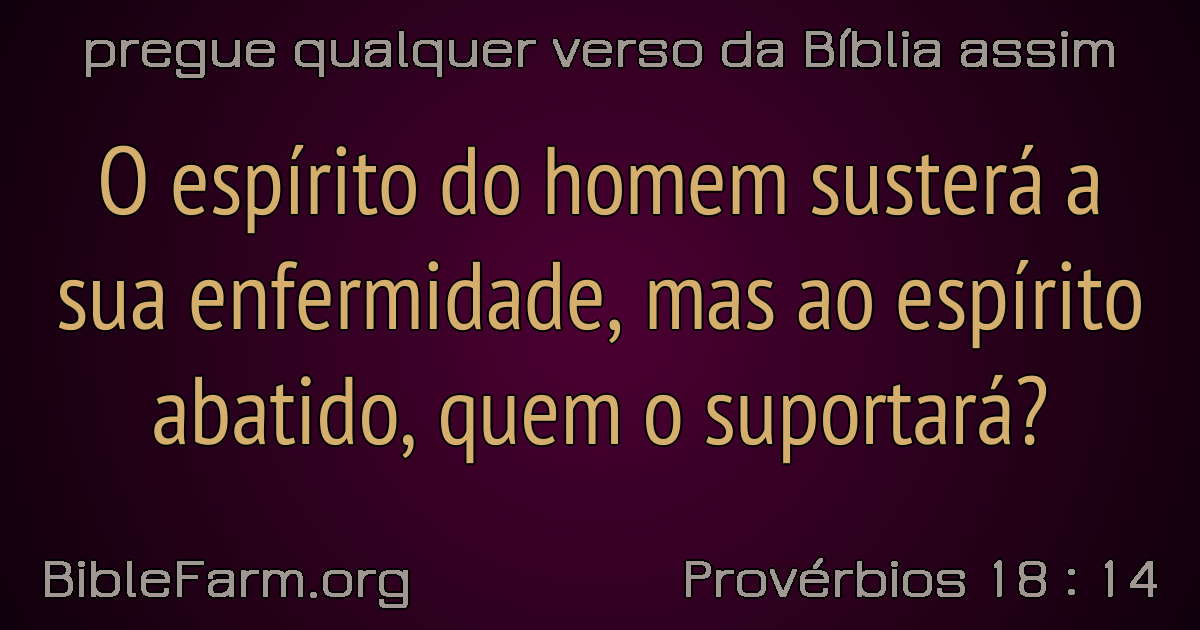 pregue qualquer verso da Bíblia assim
O espírito do homem susterá a
sua enfermidade, mas ao espírito
abatido, quem o suportará?
BibleFarm.org
Provérbios 18 : 14